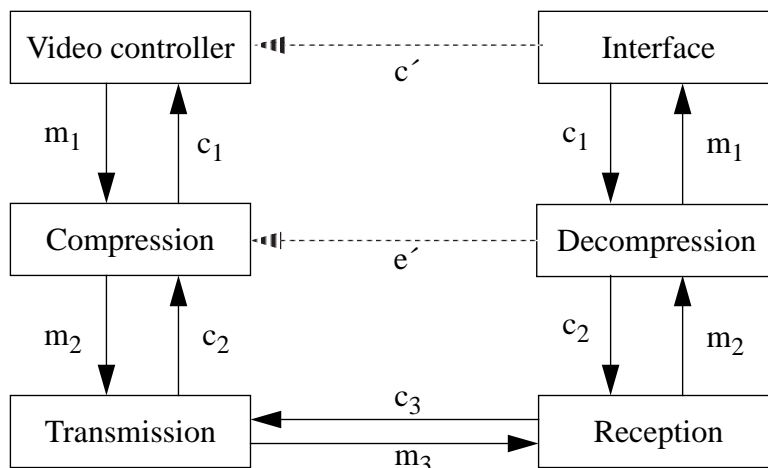 Video controller
Interface
c´
m1
c1
c1
m1
Compression
Decompression
e´
m2
c2
c2
m2
Transmission
c3
Reception
m3